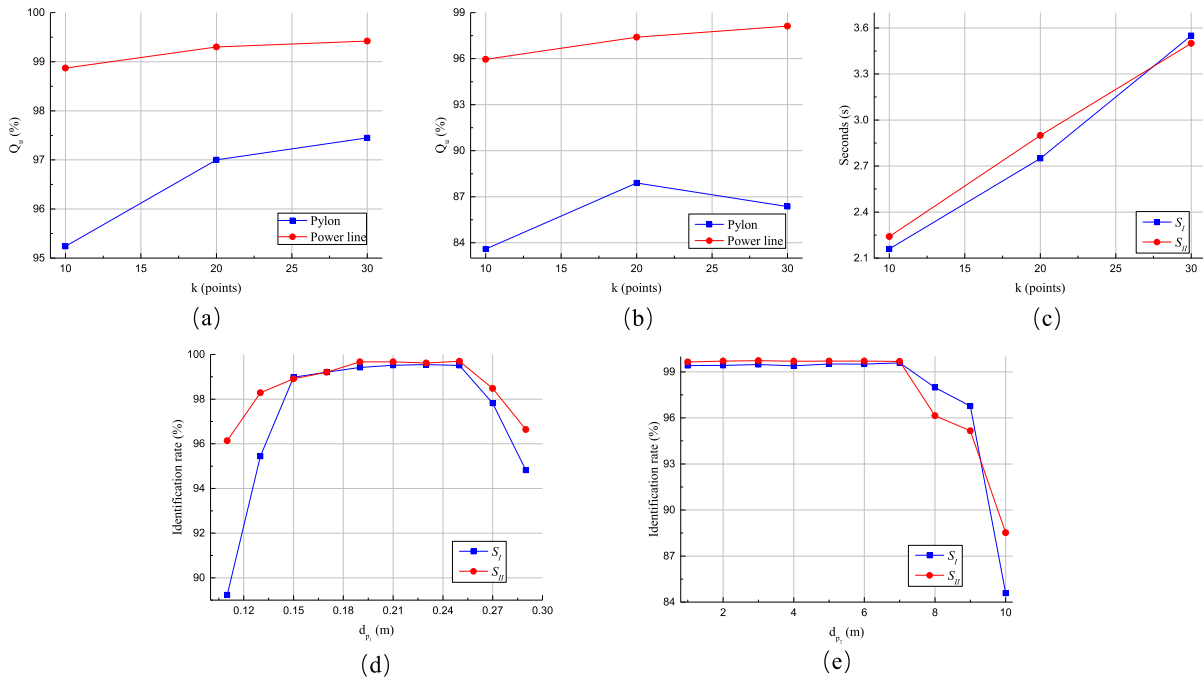 100
99
98
97
96
95
10 15 20 25 30
Q_u (%)
k (points)
Pylon
Power line
(a)
99
96
93
90
87
84
10 15 20 25 30
Q_u (%)
k (points)
Pylon
Power line
(b)
3.6
3.3
3.0
2.7
2.4
2.1
10 15 20 25 30
Seconds (s)
k (points)
S_I
S_II
(c)
100
98
96
94
92
90
0.12 0.15 0.18 0.21 0.24 0.27 0.30
Identification rate (%)
d_p₁ (m)
S_I
S_II
(d)
99
96
93
90
87
84
2 4 6 8 10
Identification rate (%)
d_p₂ (m)
S_I
S_II
(e)